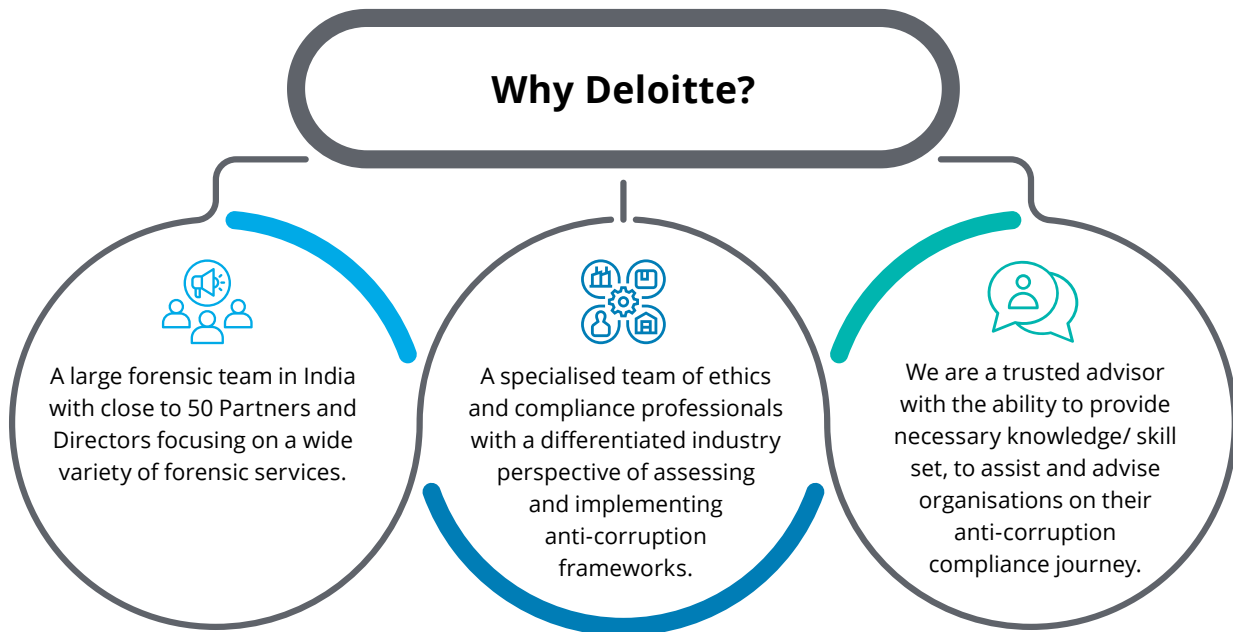 Why Deloitte?
A large forensic team in India
with close to 50 Partners and
Directors focusing on a wide
variety of forensic services.
A specialised team of ethics
and compliance professionals
with a differentiated industry
perspective of assessing
and implementing
anti-corruption
frameworks.
We are a trusted advisor
with the ability to provide
necessary knowledge/ skill
set, to assist and advise
organisations on their
anti-corruption
compliance journey.